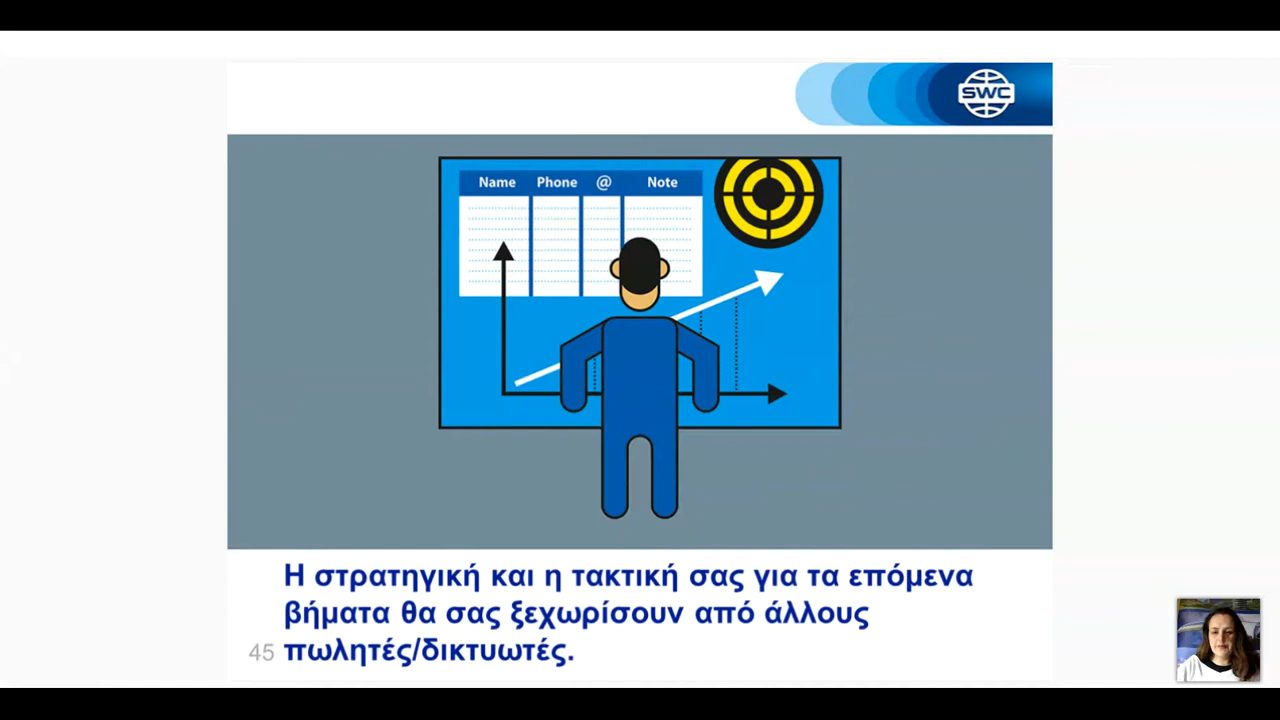 SWC
Name Phone @ Note
Η στρατηγική και η τακτική σας για τα επόμενα
βήματα θα σας ξεχωρίσουν από άλλους
45 πωλητές/δικτυωτές.